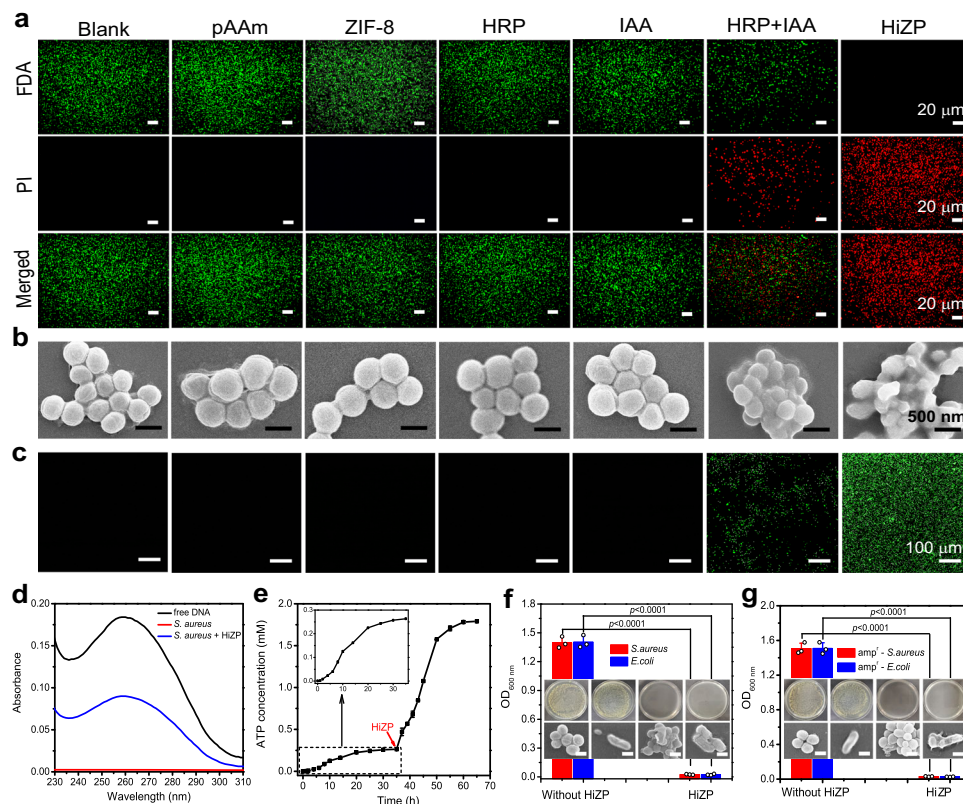 a
Blank pAAm ZIF-8 HRP IAA HRP+IAA HiZP
FDA
20 μm
PI
20 μm
Merged
20 μm
b
500 nm
c
100 μm
d
0.20
0.15
0.10
0.05
0.00
Absorbance
free DNA
S. aureus
S. aureus + HiZP
230 240 250 260 270 280 290 300 310
Wavelength (nm)
e
2.0
1.6
1.2
0.8
0.4
0.0
ATP concentration (mM)
0.3
0.2
0.1
0.0
0 10 20 30
HiZP
0 10 20 30 40 50 60 70
Time (h)
f
1.8
1.5
1.2
0.9
0.6
0.3
0.0
OD600 nm
p<0.0001
p<0.0001
S.aureus
E.coli
Without HiZP HiZP
g
2.0
1.6
1.2
0.8
0.4
0.0
OD600 nm
p<0.0001
p<0.0001
ampr - S.aureus
ampr - E.coli
Without HiZP HiZP